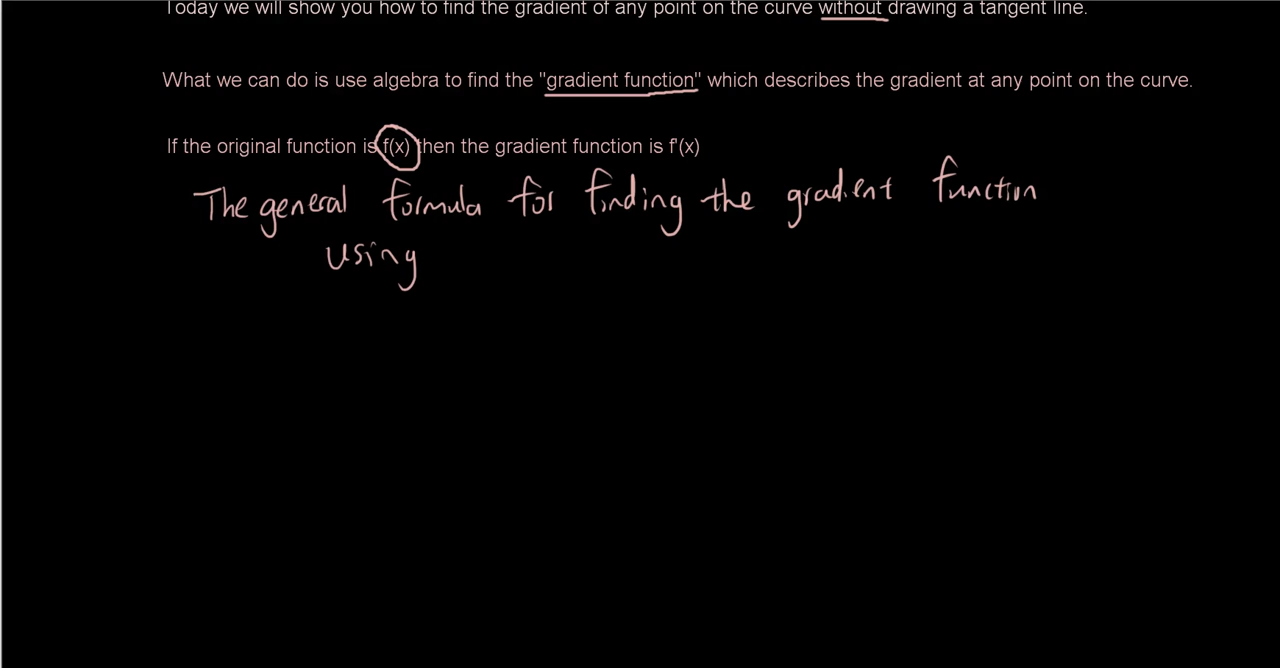 Today we will show you how to find the gradient of any point on the curve without drawing a tangent line.
What we can do is use algebra to find the "gradient function" which describes the gradient at any point on the curve.
If the original function is f(x) then the gradient function is f'(x)
The general formula for finding the gradient function
using